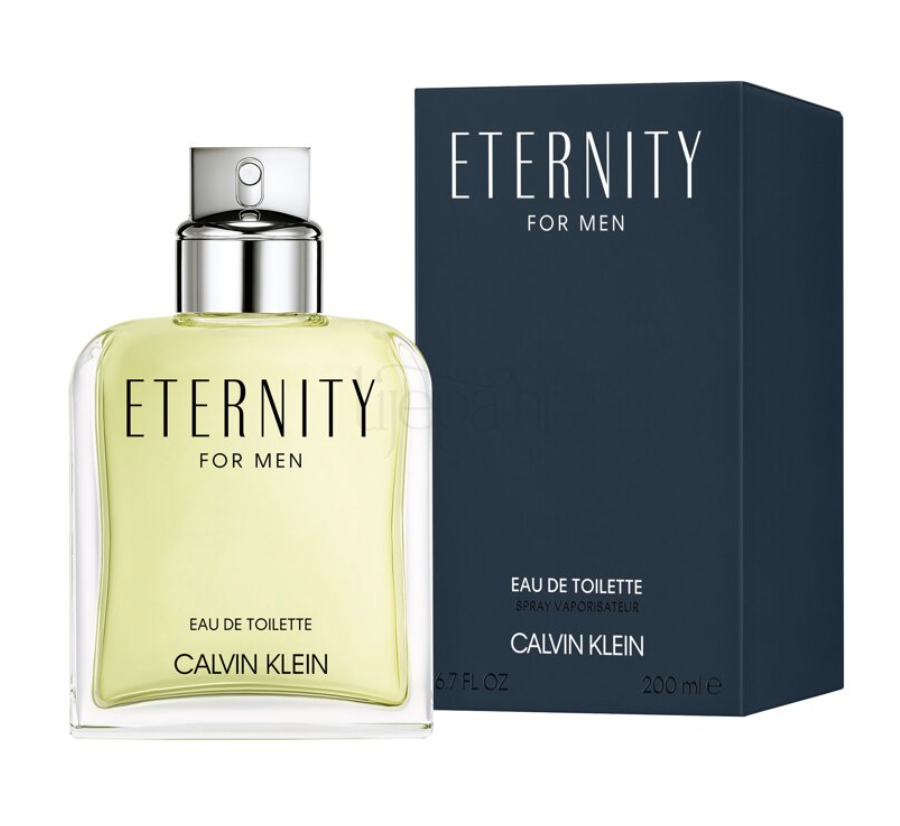 ETERNITY
FOR MEN
EAU DE TOILETTE
CALVIN KLEIN
ETERNITY
FOR MEN
EAU DE TOILETTE
SPRAY VAPORISATEUR
CALVIN KLEIN
6.7 FL OZ
200 ml ℮